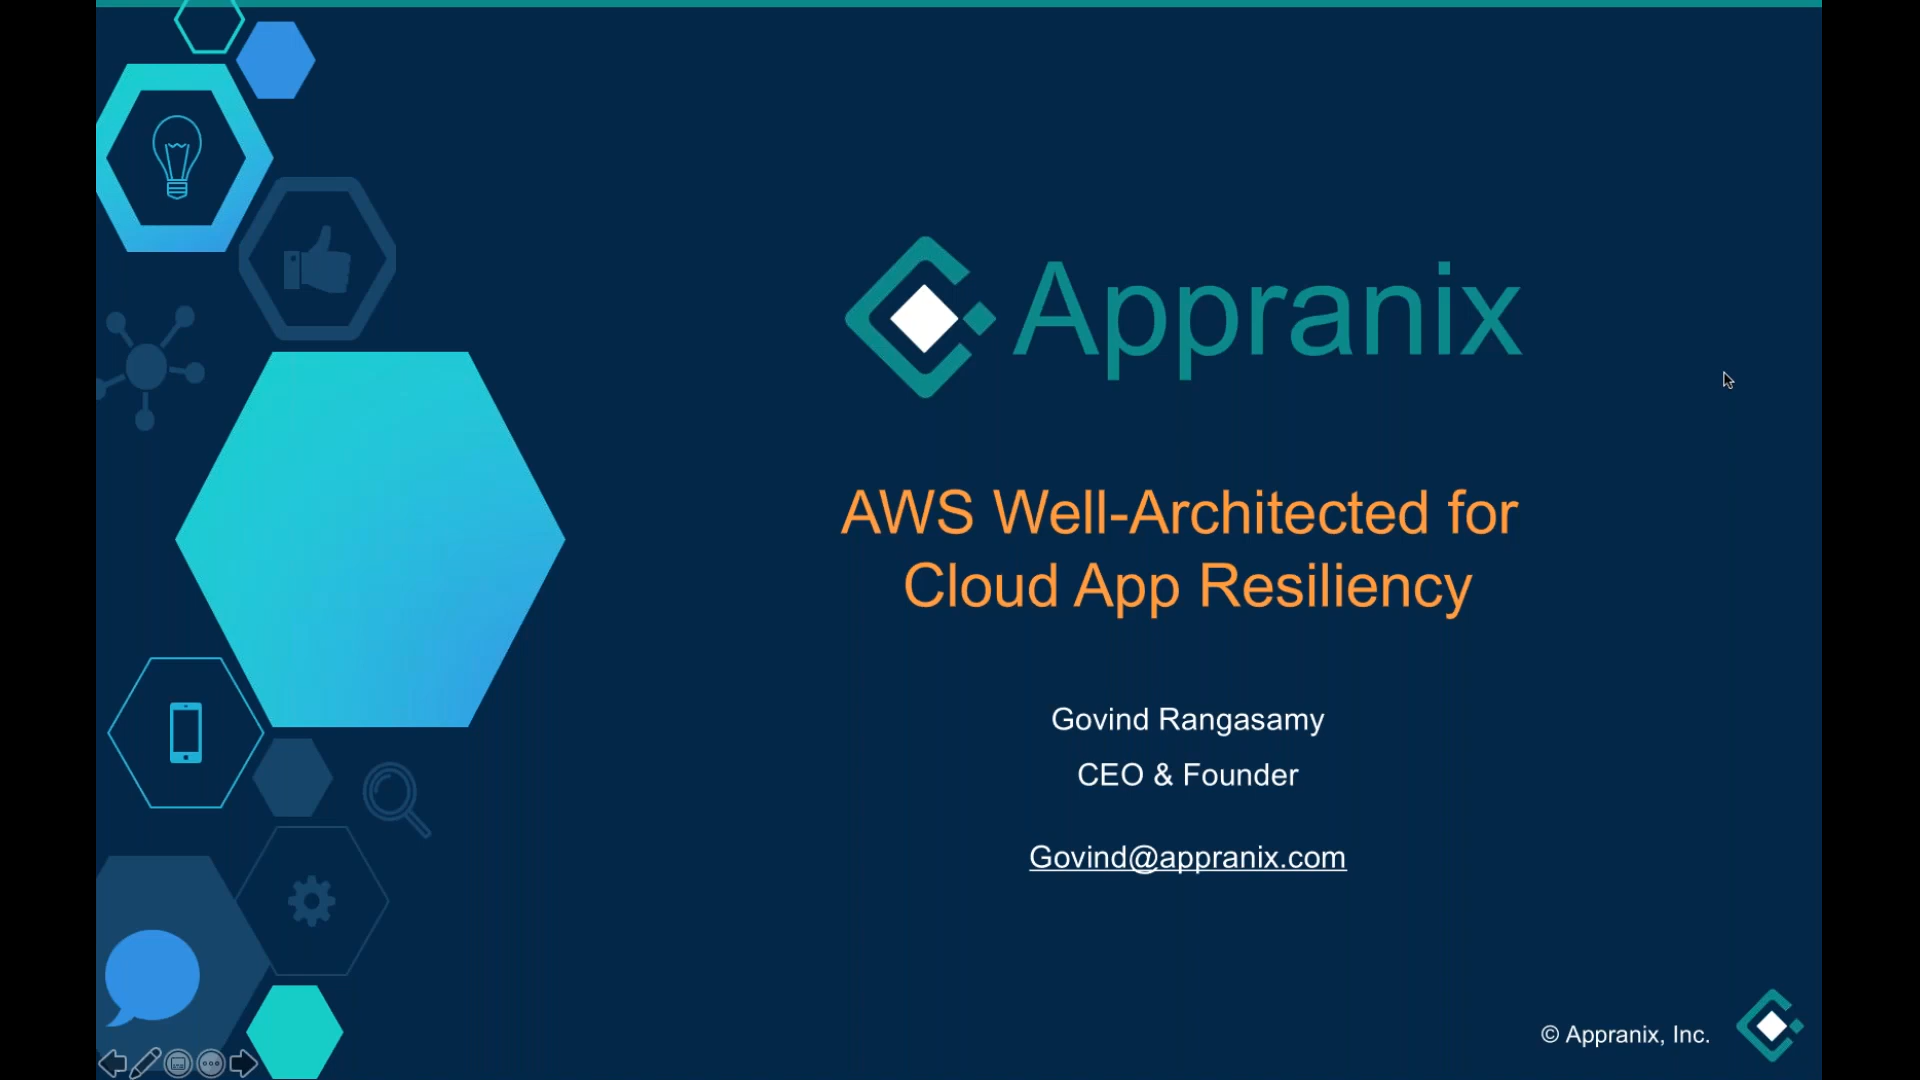 Appranix
AWS Well-Architected for
Cloud App Resiliency
Govind Rangasamy
CEO & Founder
Govind@appranix.com
© Appranix, Inc.